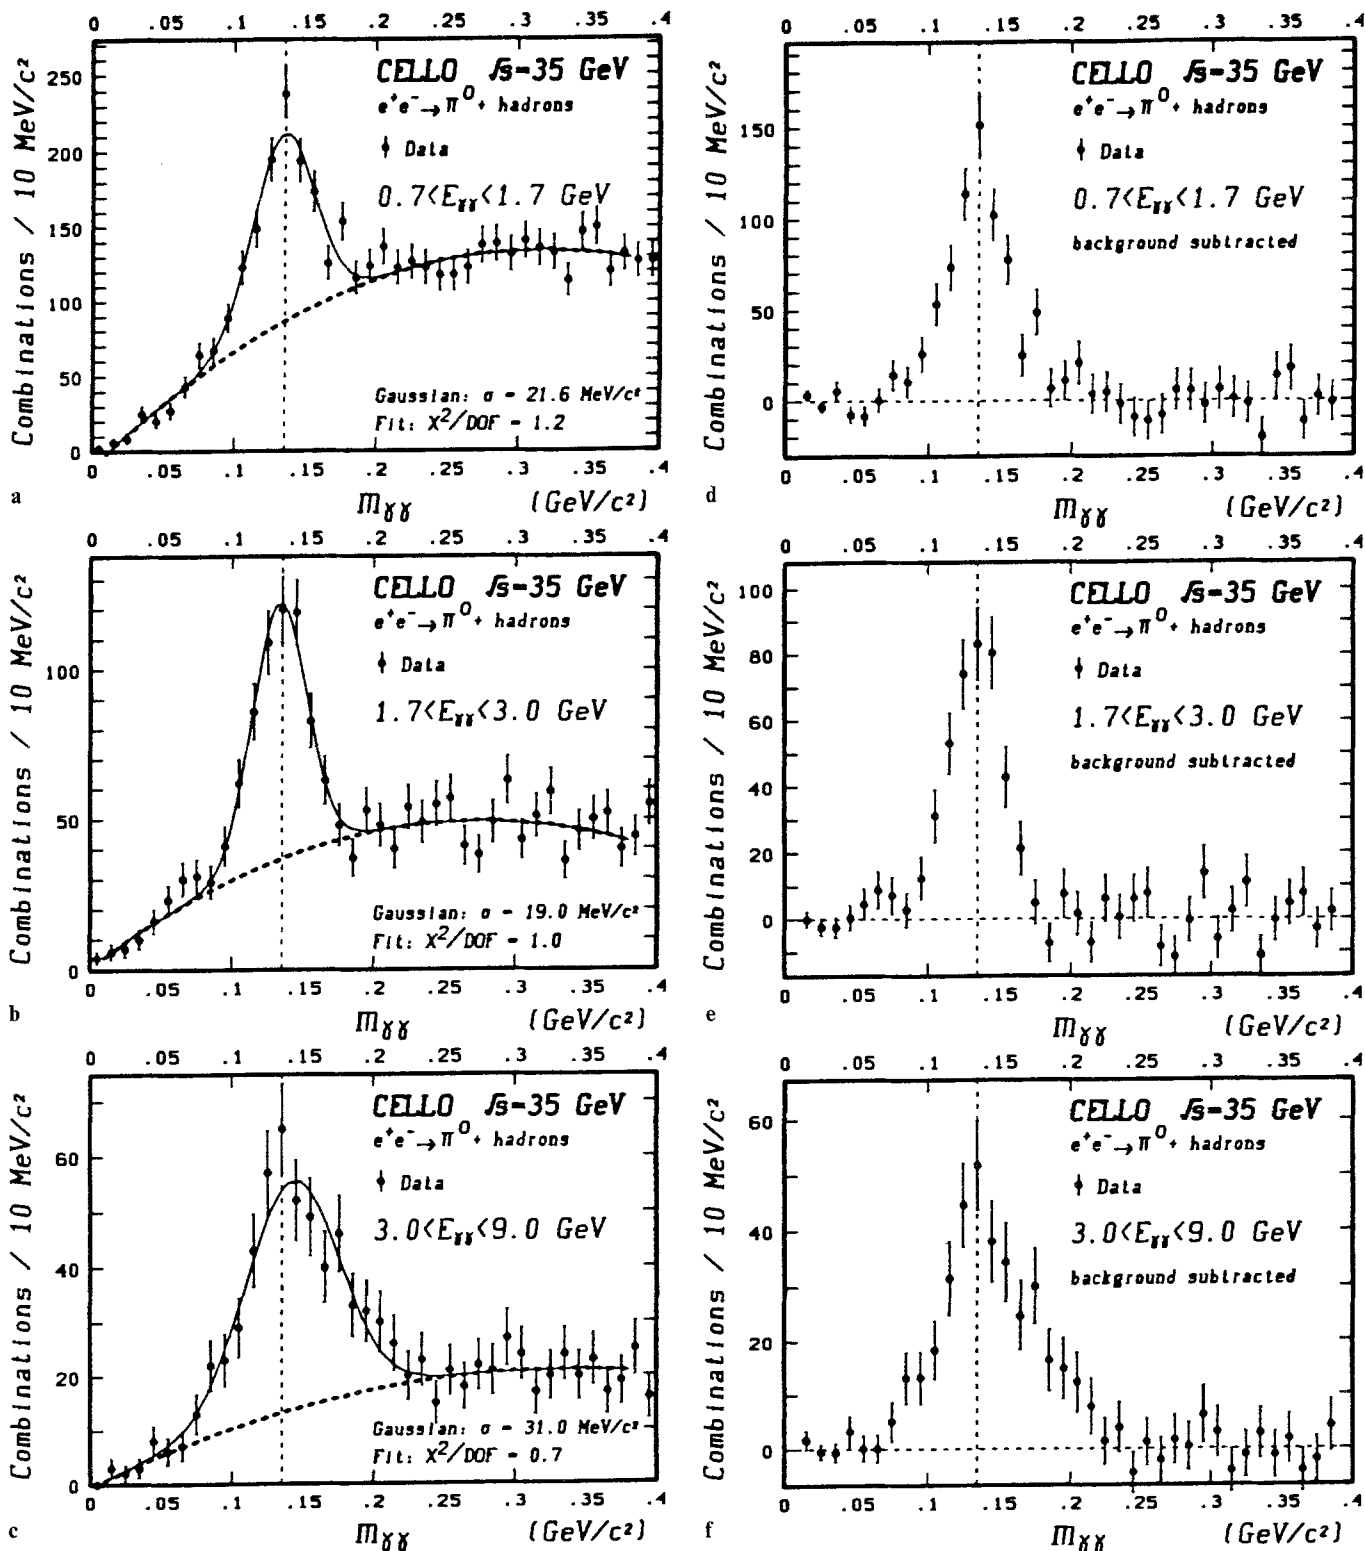 0 .05 .1 .15 .2 .25 .3 .35 .4
Combinations / 10 MeV/c²
250
200
150
100
50
0
CELLO √s=35 GeV
e⁺e⁻→π⁰+ hadrons
Data
0.7<Eγγ<1.7 GeV
Gaussian: σ = 21.6 MeV/c²
Fit: X²/DOF = 1.2
0 .05 .1 .15 .2 .25 .3 .35 .4
a
mγγ (GeV/c²)
0 .05 .1 .15 .2 .25 .3 .35 .4
Combinations / 10 MeV/c²
150
100
50
0
CELLO √s=35 GeV
e⁺e⁻→π⁰+ hadrons
Data
0.7<Eγγ<1.7 GeV
background subtracted
0 .05 .1 .15 .2 .25 .3 .35 .4
d
mγγ (GeV/c²)
0 .05 .1 .15 .2 .25 .3 .35 .4
Combinations / 10 MeV/c²
100
50
0
CELLO √s=35 GeV
e⁺e⁻→π⁰+ hadrons
Data
1.7<Eγγ<3.0 GeV
Gaussian: σ = 19.0 MeV/c²
Fit: X²/DOF = 1.0
0 .05 .1 .15 .2 .25 .3 .35 .4
b
mγγ (GeV/c²)
0 .05 .1 .15 .2 .25 .3 .35 .4
Combinations / 10 MeV/c²
100
80
60
40
20
0
CELLO √s=35 GeV
e⁺e⁻→π⁰+ hadrons
Data
1.7<Eγγ<3.0 GeV
background subtracted
0 .05 .1 .15 .2 .25 .3 .35 .4
e
mγγ (GeV/c²)
0 .05 .1 .15 .2 .25 .3 .35 .4
Combinations / 10 MeV/c²
60
40
20
0
CELLO √s=35 GeV
e⁺e⁻→π⁰+ hadrons
Data
3.0<Eγγ<9.0 GeV
Gaussian: σ = 31.0 MeV/c²
Fit: X²/DOF = 0.7
0 .05 .1 .15 .2 .25 .3 .35 .4
c
mγγ (GeV/c²)
0 .05 .1 .15 .2 .25 .3 .35 .4
Combinations / 10 MeV/c²
60
40
20
0
CELLO √s=35 GeV
e⁺e⁻→π⁰+ hadrons
Data
3.0<Eγγ<9.0 GeV
background subtracted
0 .05 .1 .15 .2 .25 .3 .35 .4
f
mγγ (GeV/c²)